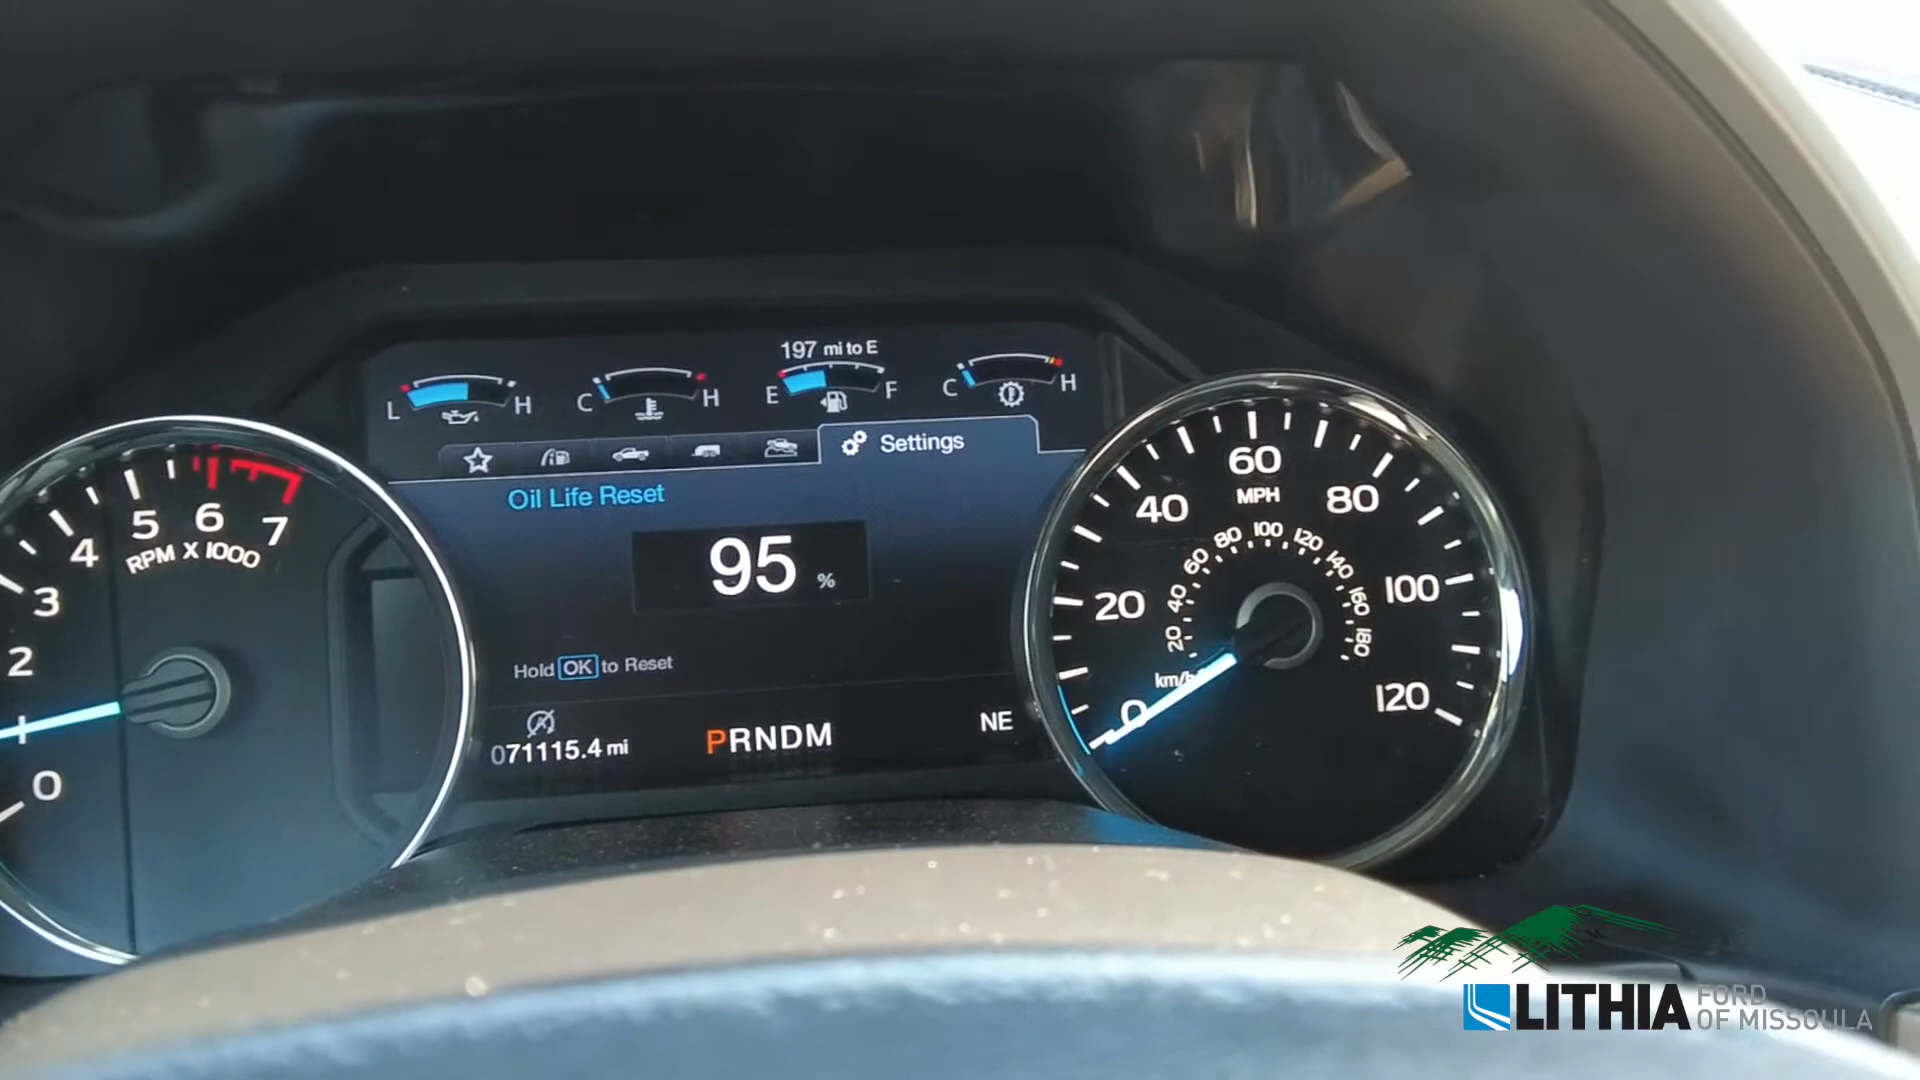 197 mi to E
L H
C H
E F
C H
Settings
Oil Life Reset
95 %
Hold OK to Reset
071115.4 mi
PRNDM
NE
0
1
2
3
4
5
6
7
RPM X 1000
0
20
40
60
80
100
120
MPH
20
40
60
80
100
120
140
160
180
km/h
LITHIA FORD
OF MISSOULA